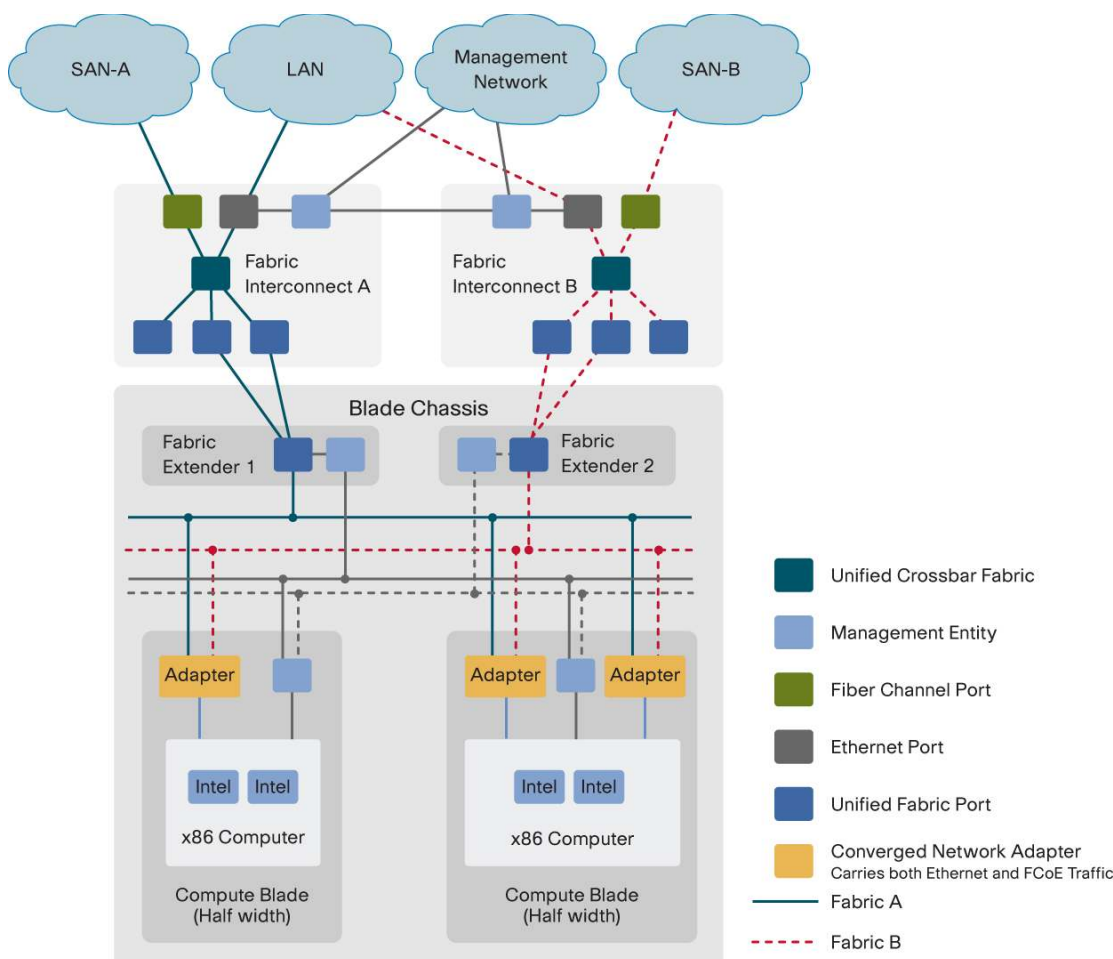 SAN-A
LAN
Management
Network
SAN-B
Fabric
Interconnect A
Fabric
Interconnect B
Blade Chassis
Fabric
Extender 1
Fabric
Extender 2
Adapter
Adapter
Adapter
Intel
Intel
x86 Computer
Intel
Intel
x86 Computer
Compute Blade
(Half width)
Compute Blade
(Half width)
Unified Crossbar Fabric
Management Entity
Fiber Channel Port
Ethernet Port
Unified Fabric Port
Converged Network Adapter
Carries both Ethernet and FCoE Traffic
Fabric A
Fabric B